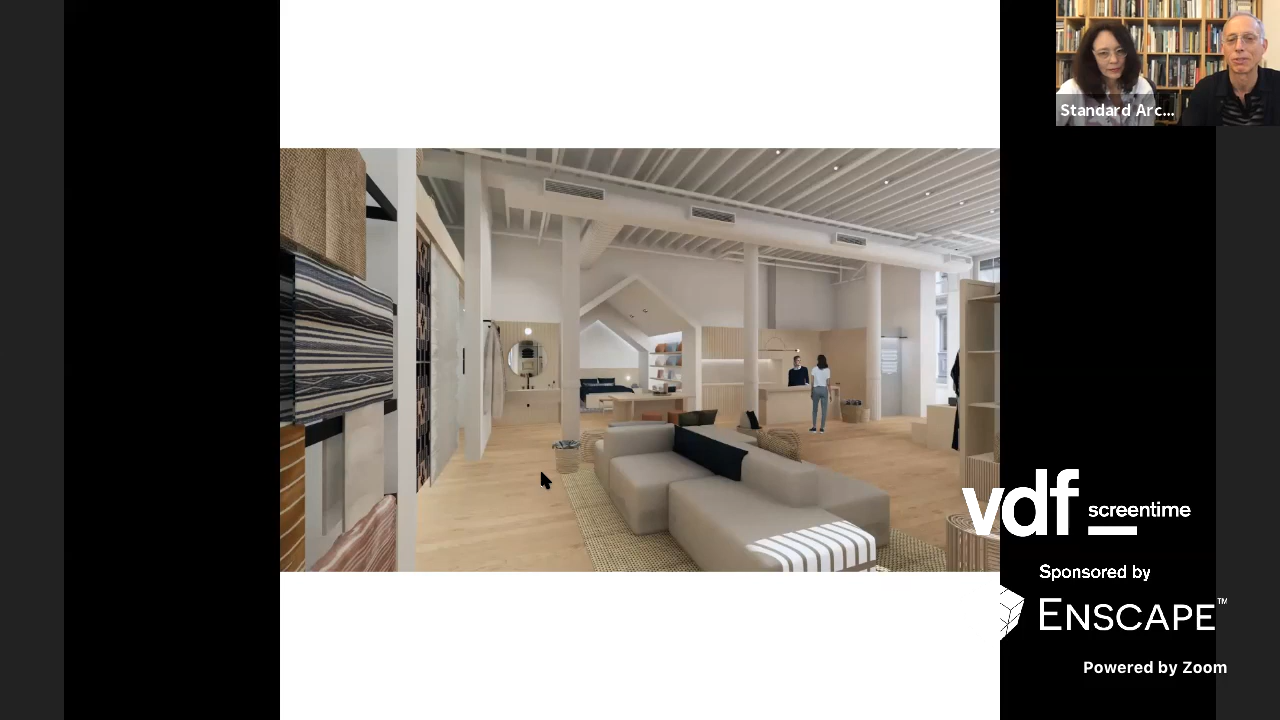 Standard Arc...
vdf screentime
Sponsored by
ENSCAPE™
Powered by Zoom